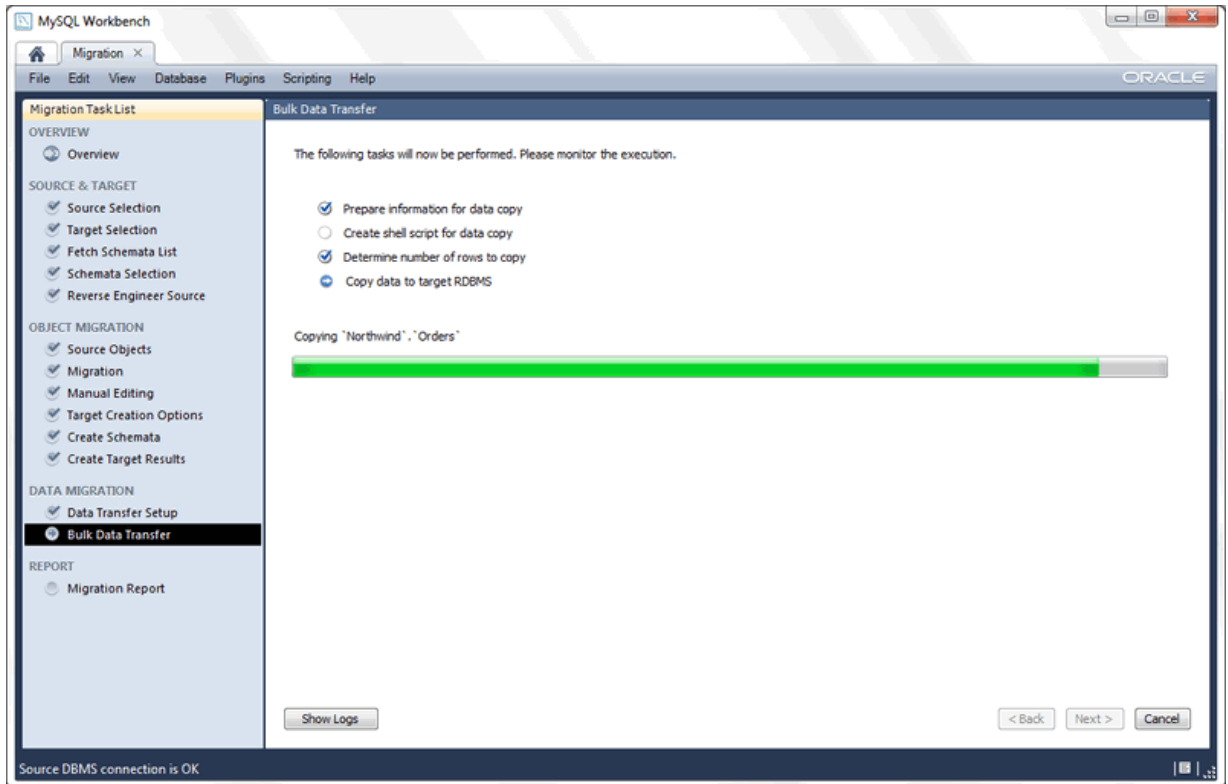 MySQL Workbench
Migration
File Edit View Database Plugins Scripting Help
ORACLE
Migration Task List
OVERVIEW
Overview
SOURCE & TARGET
Source Selection
Target Selection
Fetch Schemata List
Schemata Selection
Reverse Engineer Source
OBJECT MIGRATION
Source Objects
Migration
Manual Editing
Target Creation Options
Create Schemata
Create Target Results
DATA MIGRATION
Data Transfer Setup
Bulk Data Transfer
REPORT
Migration Report
Bulk Data Transfer
The following tasks will now be performed. Please monitor the execution.
Prepare information for data copy
Create shell script for data copy
Determine number of rows to copy
Copy data to target RDBMS
Copying `Northwind`.`Orders`
Show Logs
< Back Next > Cancel
Source DBMS connection is OK